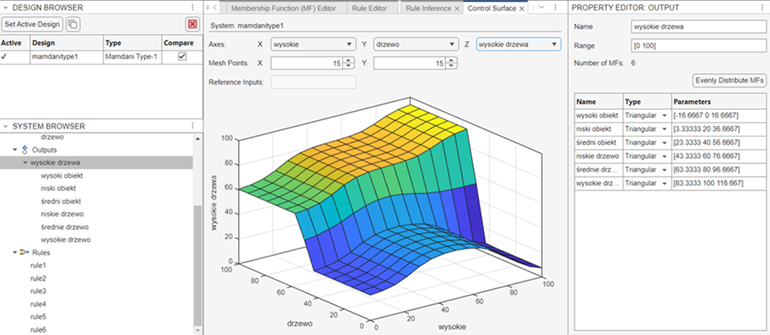 DESIGN BROWSER
Set Active Design
Active Design Type Compare
✓ mamdanitype1 Mamdani Type-1
SYSTEM BROWSER
drzewo
Outputs
wysokie drzewa
wysoki obiekt
niski obiekt
średni obiekt
niskie drzewo
średnie drzewo
wysokie drzewo
Rules
rule1
rule2
rule3
rule4
rule5
rule6
Membership Function (MF) Editor Rule Editor Rule Inference Control Surface
System: mamdanitype1
Axes: X wysokie Y drzewo Z wysokie drzewa
Mesh Points: X 15 Y 15
Reference Inputs:
100
80
60
40
20
0
wysokie drzewa
100
80
60
40
20
0
drzewo
0
50
100
wysokie
PROPERTY EDITOR: OUTPUT
Name wysokie drzewa
Range [0 100]
Number of MFs: 6
Evenly Distribute MFs
Name Type Parameters
wysoki obiekt Triangular [-16.6667 0 16.6667]
niski obiekt Triangular [3.33333 20 36.6667]
średni obiekt Triangular [23.3333 40 56.6667]
niskie drzewo Triangular [43.3333 60 76.6667]
średnie drz... Triangular [63.3333 80 96.6667]
wysokie drz... Triangular [83.3333 100 116.667]